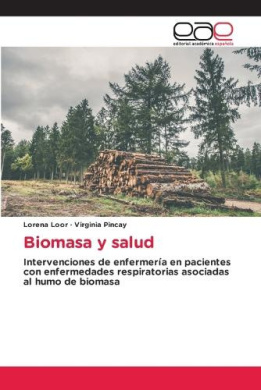 eae
editorial académica española
Lorena Loor · Virginia Pincay
Biomasa y salud
Intervenciones de enfermería en pacientes
con enfermedades respiratorias asociadas
al humo de biomasa